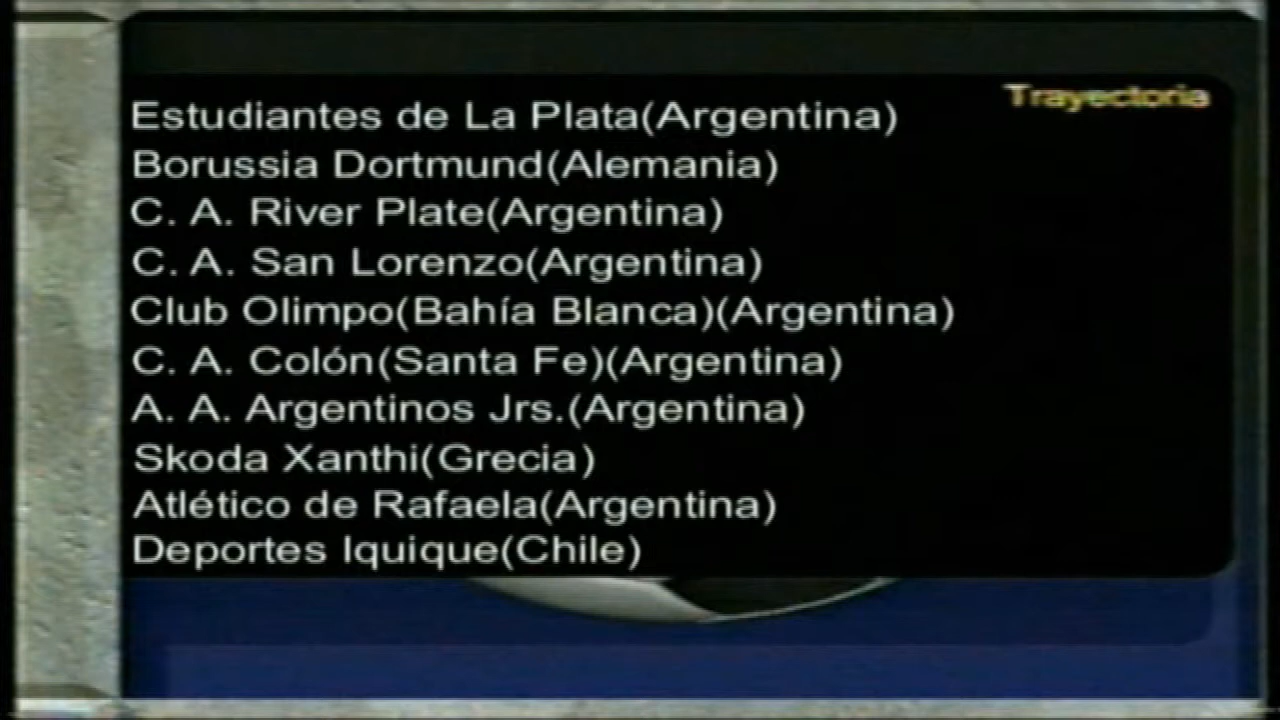 Trayectoria
Estudiantes de La Plata(Argentina)
Borussia Dortmund(Alemania)
C. A. River Plate(Argentina)
C. A. San Lorenzo(Argentina)
Club Olimpo(Bahía Blanca)(Argentina)
C. A. Colón(Santa Fe)(Argentina)
A. A. Argentinos Jrs.(Argentina)
Skoda Xanthi(Grecia)
Atlético de Rafaela(Argentina)
Deportes Iquique(Chile)